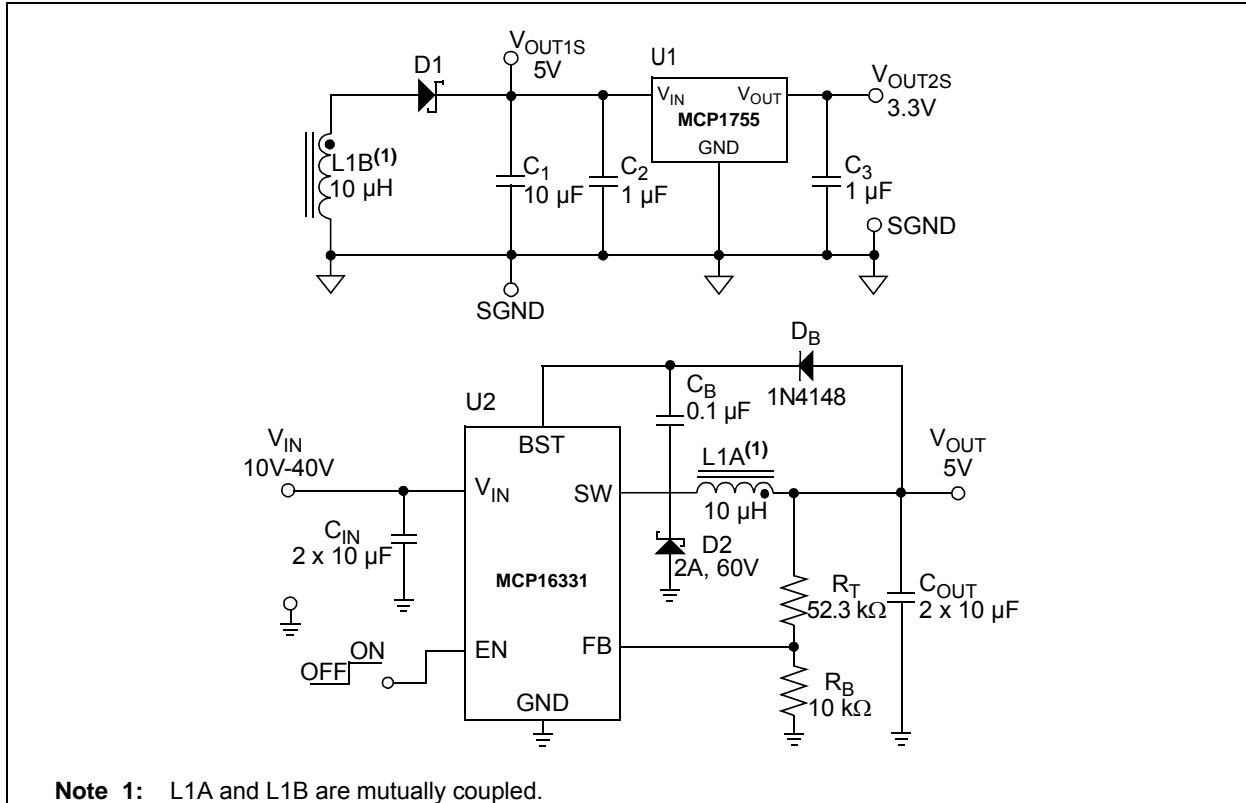 D1
V_OUT1S
5V
U1
V_IN
V_OUT
MCP1755
GND
V_OUT2S
3.3V
L1B(1)
10 µH
C1
10 µF
C2
1 µF
C3
1 µF
SGND
SGND
D_B
1N4148
C_B
0.1 µF
U2
BST
V_IN
10V-40V
V_IN
SW
L1A(1)
10 µH
V_OUT
5V
C_IN
2 x 10 µF
MCP16331
D2
2A, 60V
R_T
52.3 kΩ
C_OUT
2 x 10 µF
OFF
ON
EN
FB
GND
R_B
10 kΩ
Note 1: L1A and L1B are mutually coupled.